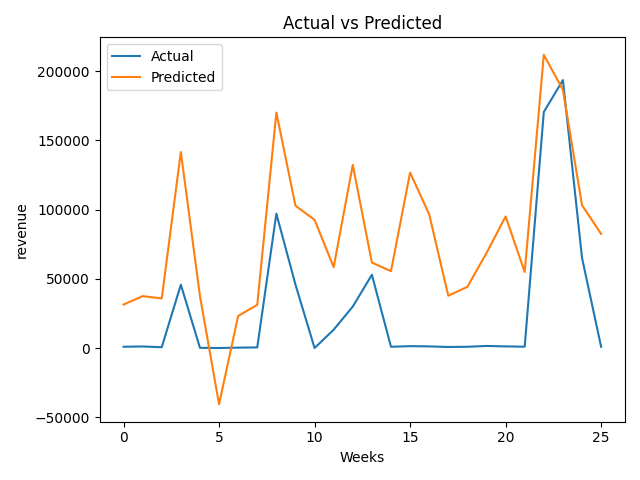 Actual vs Predicted
Actual
Predicted
200000
150000
100000
50000
0
−50000
revenue
0 5 10 15 20 25
Weeks